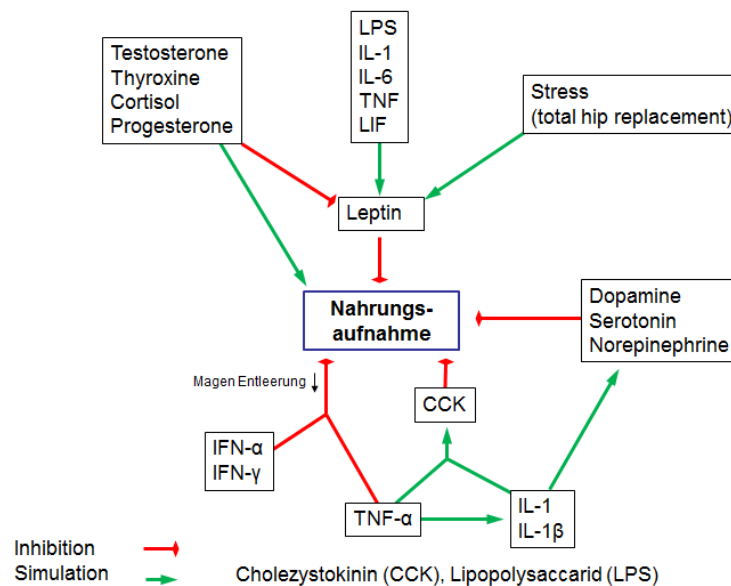 Testosterone
Thyroxine
Cortisol
Progesterone
LPS
IL-1
IL-6
TNF
LIF
Stress
(total hip replacement)
Leptin
Nahrungs-
aufnahme
Dopamine
Serotonin
Norepinephrine
Magen Entleerung ↓
CCK
IFN-α
IFN-γ
TNF-α
IL-1
IL-1β
Inhibition
Simulation
Cholezystokinin (CCK), Lipopolysaccarid (LPS)